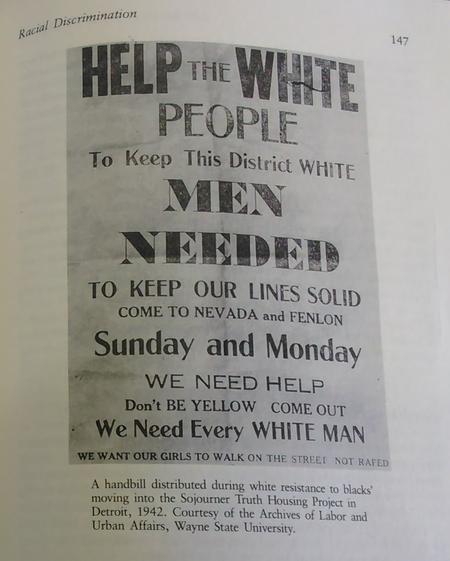 Racial Discrimination
147
HELP THE WHITE
PEOPLE
To Keep This District WHITE
MEN
NEEDED
TO KEEP OUR LINES SOLID
COME TO NEVADA and FENLON
Sunday and Monday
WE NEED HELP
Don't BE YELLOW COME OUT
We Need Every WHITE MAN
WE WANT OUR GIRLS TO WALK ON THE STREET NOT RAPED
A handbill distributed during white resistance to blacks'
moving into the Sojourner Truth Housing Project in
Detroit, 1942. Courtesy of the Archives of Labor and
Urban Affairs, Wayne State University.